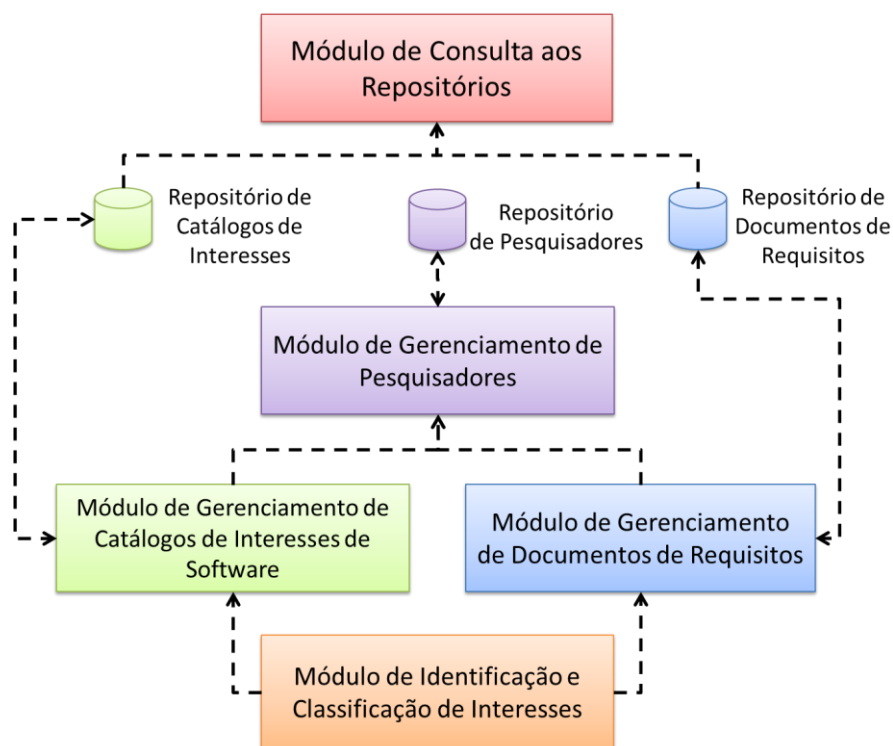 Módulo de Consulta aos
Repositórios
Repositório de
Catálogos de
Interesses
Repositório
de Pesquisadores
Repositório de
Documentos de
Requisitos
Módulo de Gerenciamento de
Pesquisadores
Módulo de Gerenciamento de
Catálogos de Interesses de
Software
Módulo de Gerenciamento
de Documentos de Requisitos
Módulo de Identificação e
Classificação de Interesses